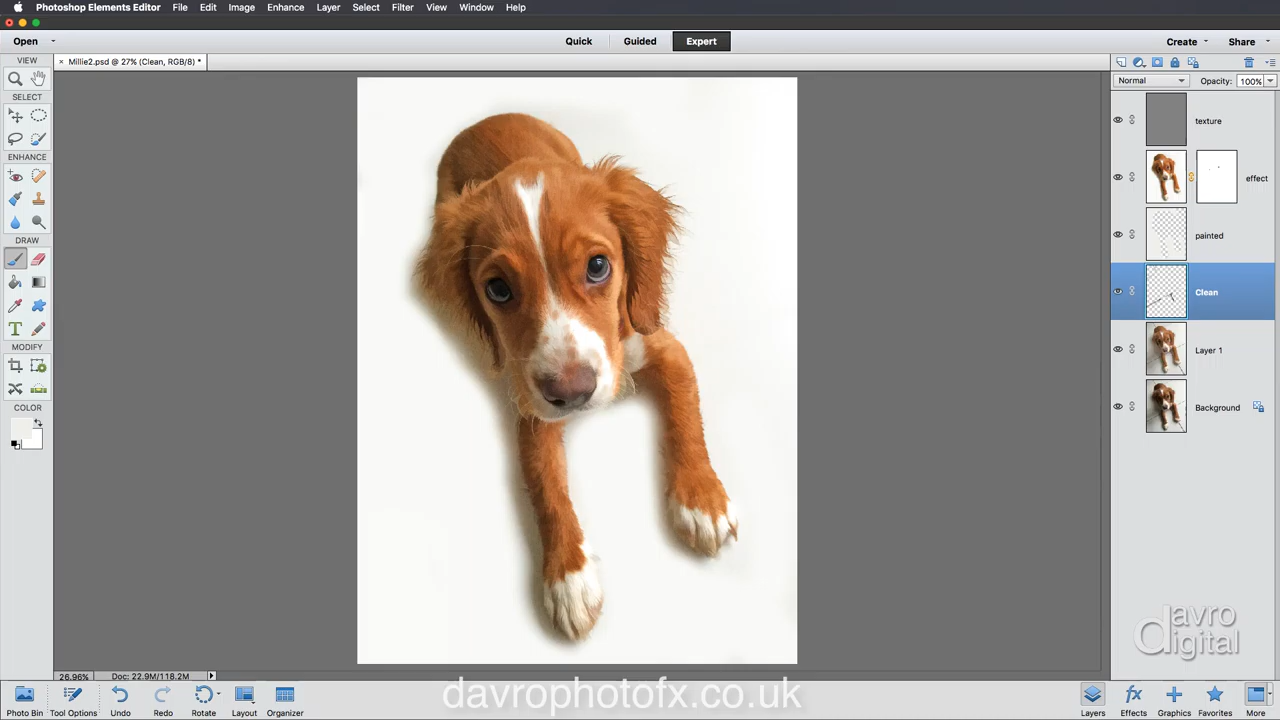 Photoshop Elements Editor File Edit Image Enhance Layer Select Filter View Window Help
Open Quick Guided Expert Create Share
VIEW
× Millie2.psd @ 27% (Clean, RGB/8) *
SELECT
ENHANCE
DRAW
MODIFY
COLOR
Normal Opacity: 100%
texture
effect
painted
Clean
Layer 1
Background
davro
digital
26.96% Doc: 22.9M/118.2M
Photo Bin Tool Options Undo Redo Rotate Layout Organizer
davrophotofx.co.uk
Layers Effects Graphics Favorites More